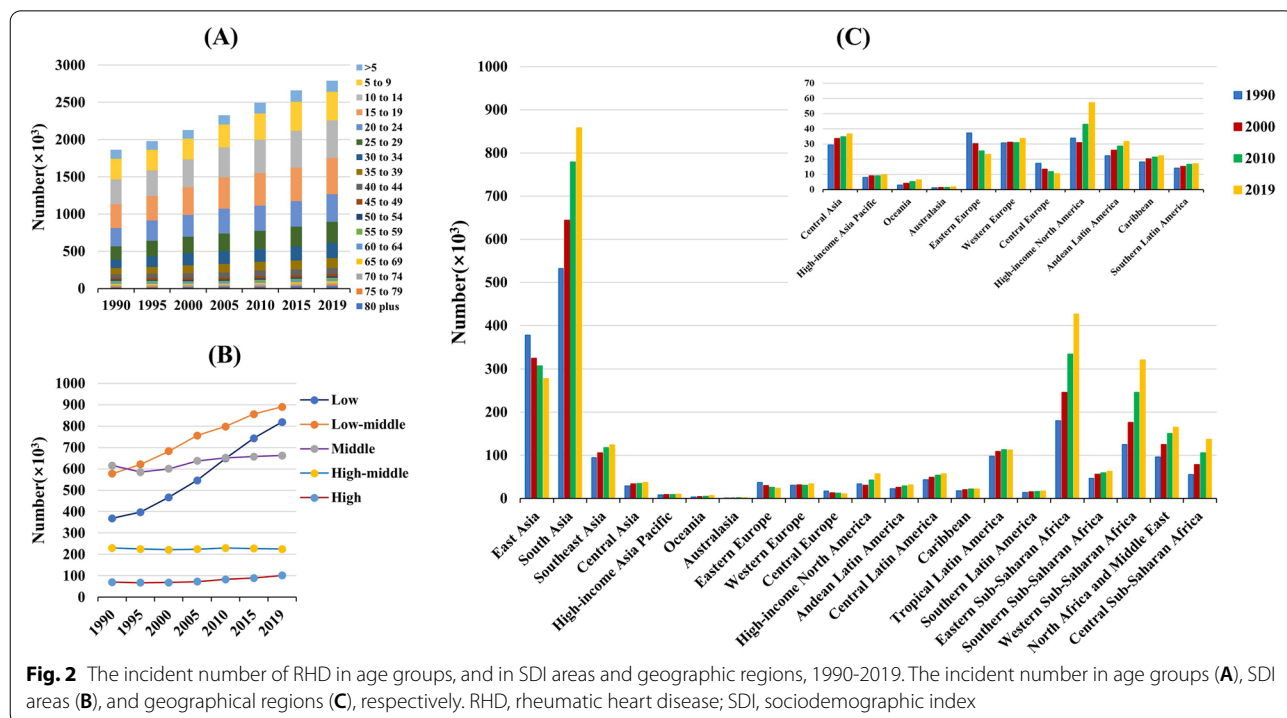 (A)
Number(×10³)
3000
2500
2000
1500
1000
500
0
1990 1995 2000 2005 2010 2015 2019
>5
5 to 9
10 to 14
15 to 19
20 to 24
25 to 29
30 to 34
35 to 39
40 to 44
45 to 49
50 to 54
55 to 59
60 to 64
65 to 69
70 to 74
75 to 79
80 plus
(B)
Number(×10³)
1000
900
800
700
600
500
400
300
200
100
0
1990 1995 2000 2005 2010 2015 2019
Low
Low-middle
Middle
High-middle
High
(C)
Number(×10³)
1000
900
800
700
600
500
400
300
200
100
0
East Asia
South Asia
Southeast Asia
Central Asia
High-income Asia Pacific
Oceania
Australasia
Eastern Europe
Western Europe
Central Europe
High-income North America
Andean Latin America
Central Latin America
Caribbean
Tropical Latin America
Southern Latin America
Eastern Sub-Saharan Africa
Southern Sub-Saharan Africa
Western Sub-Saharan Africa
North Africa and Middle East
Central Sub-Saharan Africa
70
60
50
40
30
20
10
0
Central Asia
High-income Asia Pacific
Oceania
Australasia
Eastern Europe
Western Europe
Central Europe
High-income North America
Andean Latin America
Caribbean
Southern Latin America
1990
2000
2010
2019
Fig. 2 The incident number of RHD in age groups, and in SDI areas and geographic regions, 1990-2019. The incident number in age groups (A), SDI
areas (B), and geographical regions (C), respectively. RHD, rheumatic heart disease; SDI, sociodemographic index